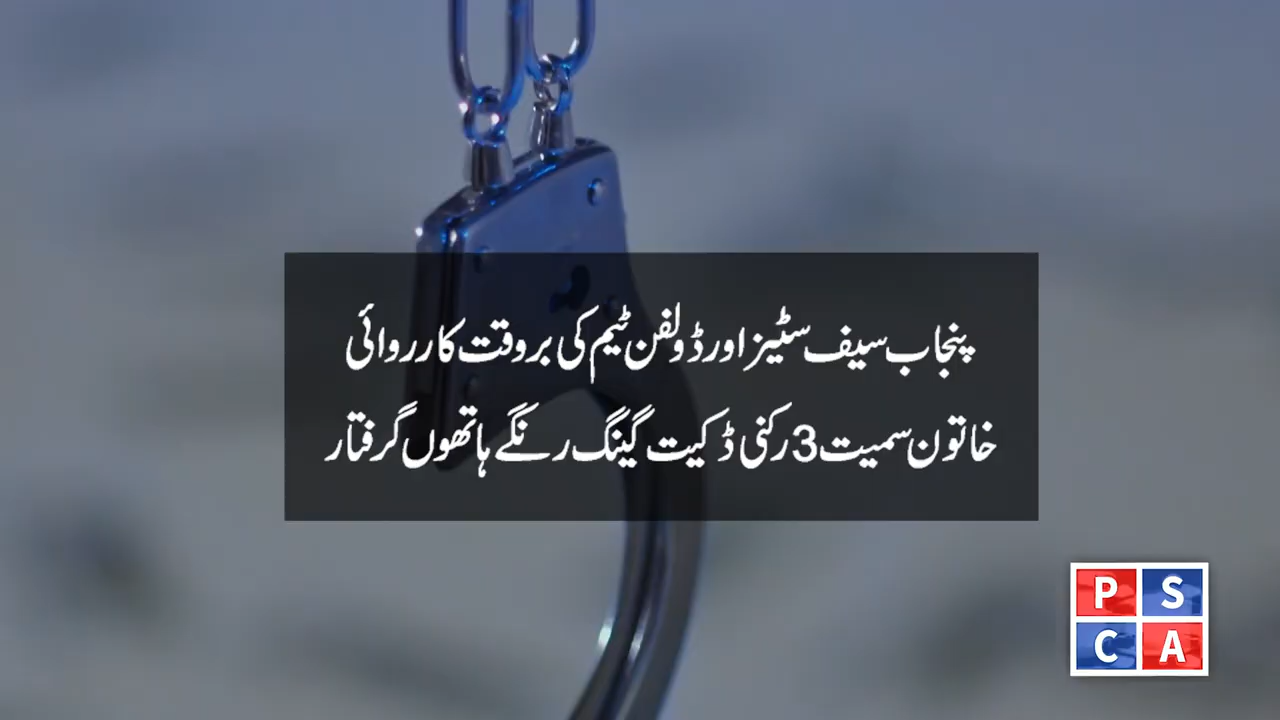 پنجاب سیف سٹیز اور ڈولفن ٹیم کی بروقت کارروائی
خاتون سمیت 3 رکنی ڈکیت گینگ رنگے ہاتھوں گرفتار
P S
C A